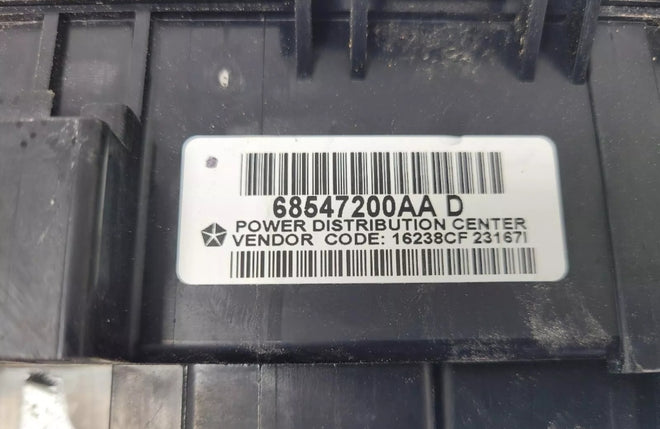 68547200AA D
POWER DISTRIBUTION CENTER
VENDOR CODE: 16238CF 23167I